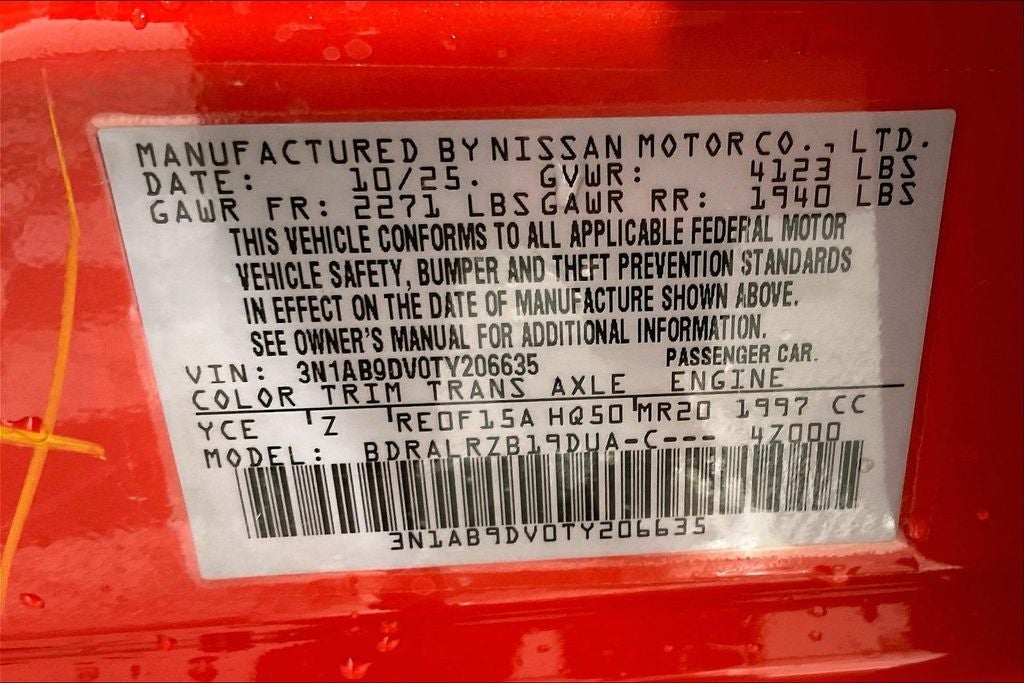 MANUFACTURED BY NISSAN MOTOR CO., LTD.
DATE: 10/25. GVWR: 4123 LBS
GAWR FR: 2271 LBS GAWR RR: 1940 LBS
THIS VEHICLE CONFORMS TO ALL APPLICABLE FEDERAL MOTOR
VEHICLE SAFETY, BUMPER AND THEFT PREVENTION STANDARDS
IN EFFECT ON THE DATE OF MANUFACTURE SHOWN ABOVE.
SEE OWNER'S MANUAL FOR ADDITIONAL INFORMATION.
VIN: 3N1AB9DV0TY206635 PASSENGER CAR.
COLOR TRIM TRANS AXLE ENGINE
YCE Z RE0F15A HQ50 MR20 1997 CC
MODEL: BDRALRZB19DUA-C--- 4Z000
3N1AB9DV0TY206635